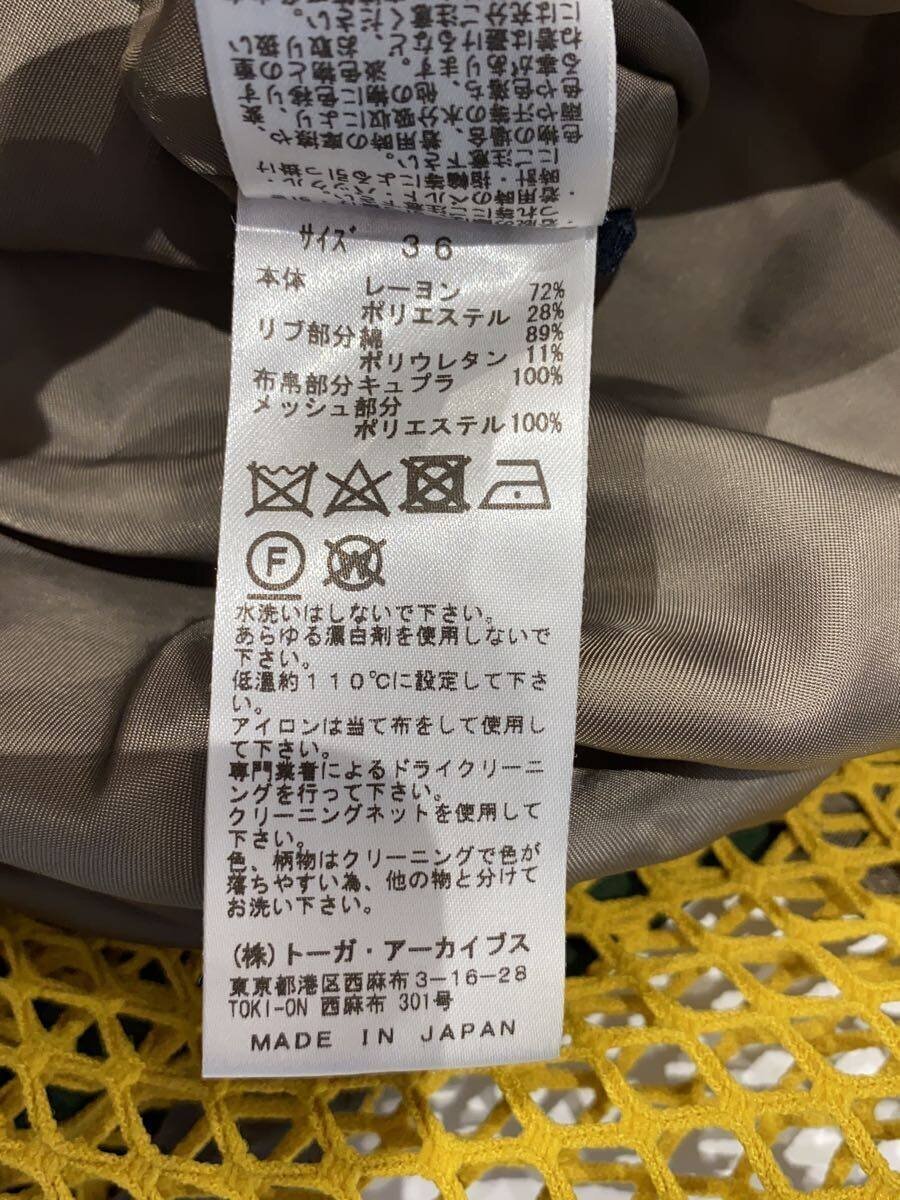 サイズ 36
本体 レーヨン 72%
ポリエステル 28%
リブ部分 綿 89%
ポリウレタン 11%
布帛部分 キュプラ 100%
メッシュ部分
ポリエステル 100%
F
W
水洗いはしないで下さい。
あらゆる漂白剤を使用しないで
下さい。
低温約110℃に設定して下さ
い。
アイロンは当て布をして使用し
て下さい。
専門業者によるドライクリーニ
ングを行って下さい。
クリーニングネットを使用して
下さい。
色、柄物はクリーニングで色が
落ちやすい為、他の物と分けて
お洗い下さい。
(株)トーガ・アーカイブス
東京都港区西麻布3-16-28
TOKI-ON 西麻布 301号
MADE IN JAPAN